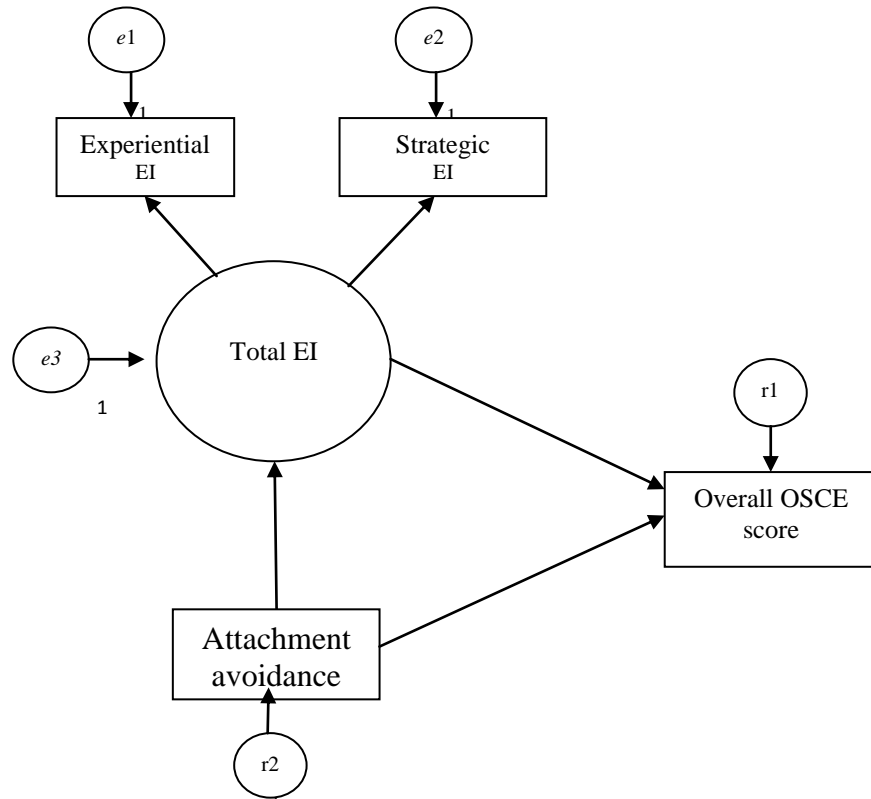 e1
e2
1
1
Experiential
EI
Strategic
EI
Total EI
e3
1
r1
Overall OSCE
score
Attachment
avoidance
r2